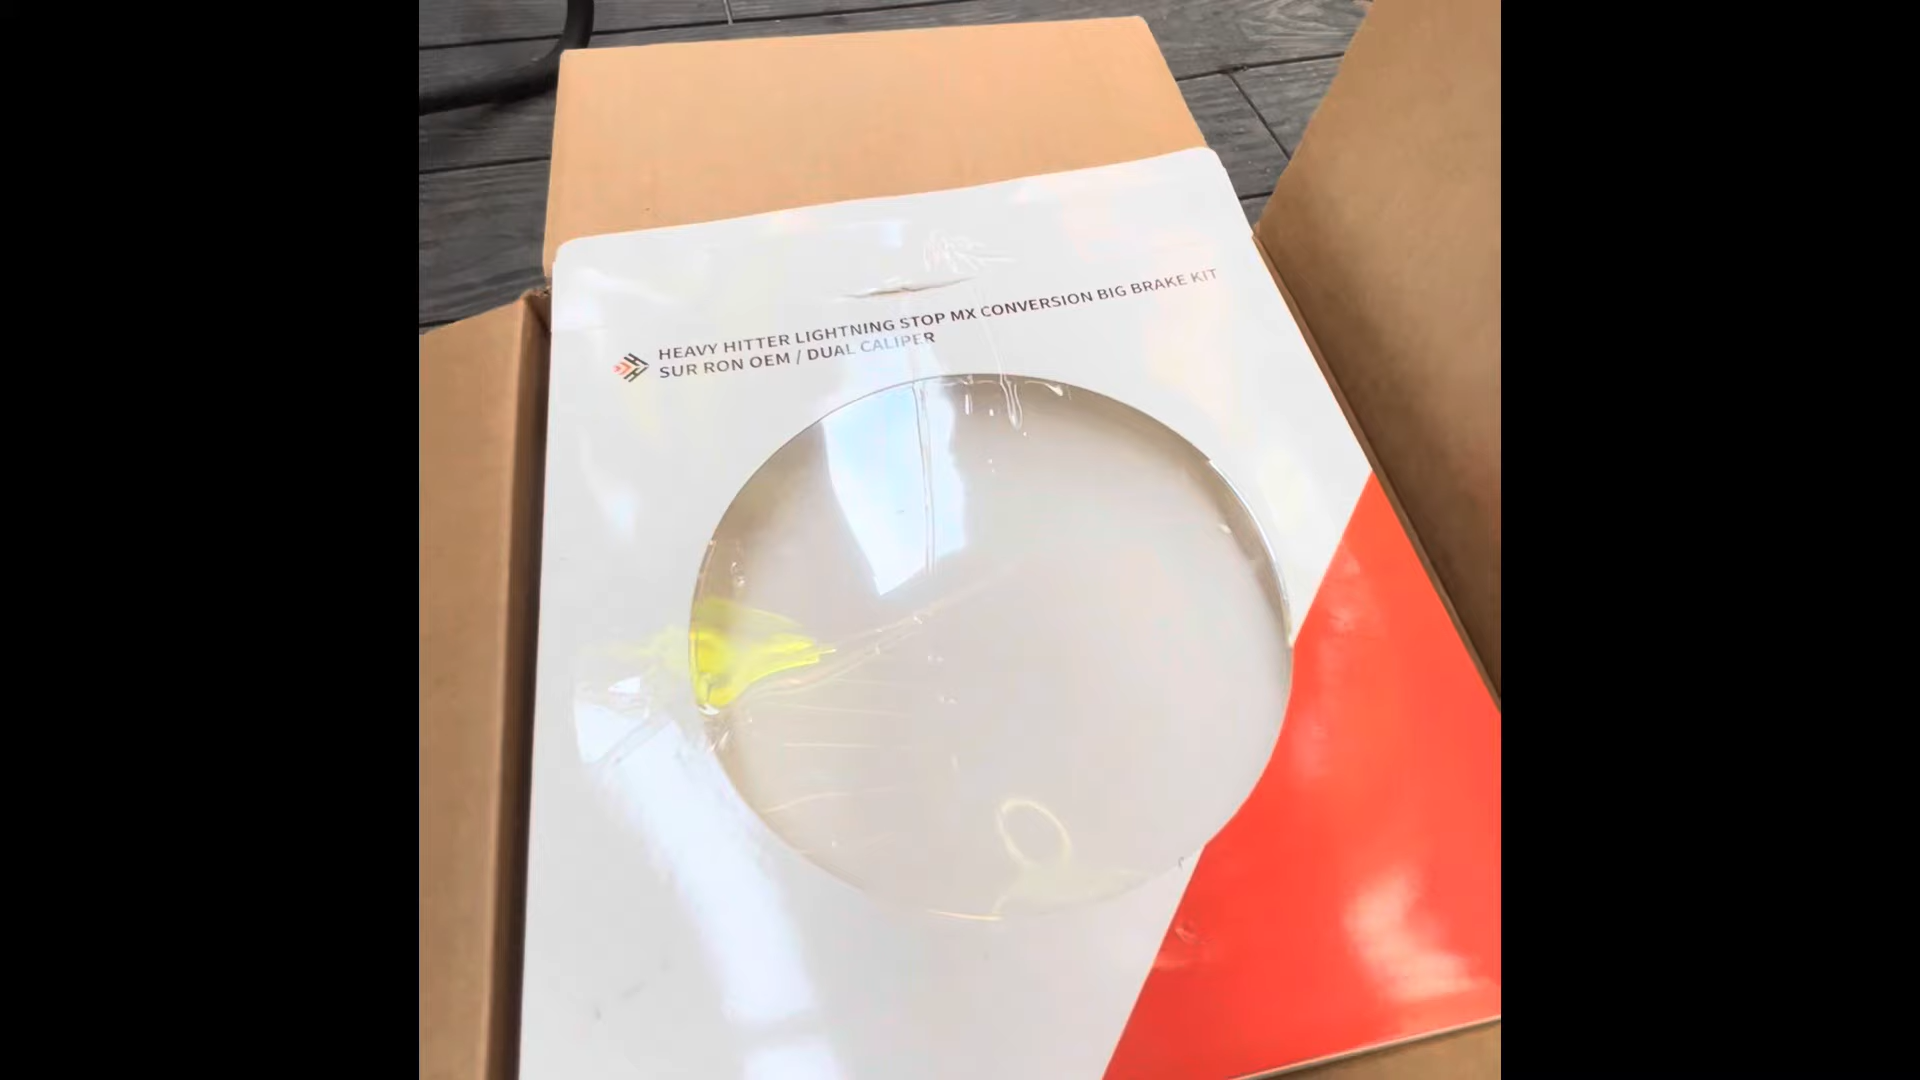 HEAVY HITTER LIGHTNING STOP MX CONVERSION BIG BRAKE KIT
SUR RON OEM / DUAL CALIPER